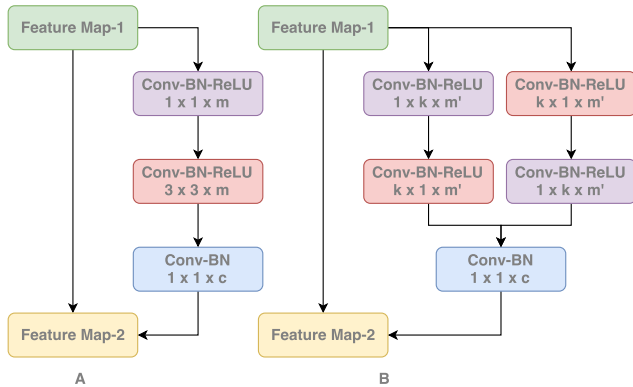 Feature Map-1
Conv-BN-ReLU
1 x 1 x m
Conv-BN-ReLU
3 x 3 x m
Conv-BN
1 x 1 x c
Feature Map-2
A
Feature Map-1
Conv-BN-ReLU
1 x k x m'
Conv-BN-ReLU
k x 1 x m'
Conv-BN-ReLU
k x 1 x m'
Conv-BN-ReLU
1 x k x m'
Conv-BN
1 x 1 x c
Feature Map-2
B